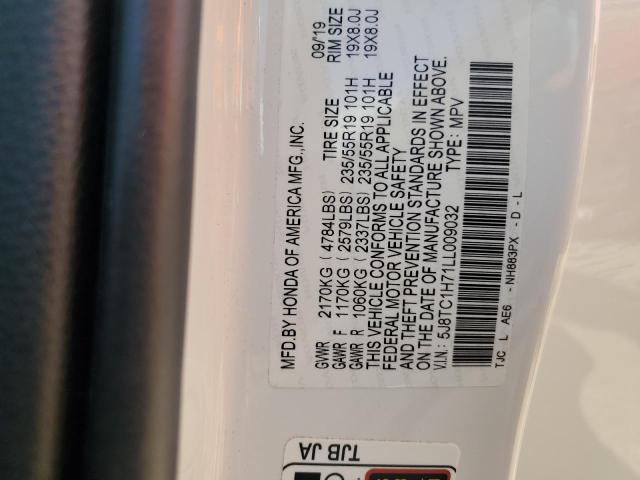 MFD.BY HONDA OF AMERICA MFG.,INC. 09/19
GVWR 2170KG (4784LBS) TIRE SIZE RIM SIZE
GAWR F 1170KG (2579LBS) 235/55R19 101H 19X8.0J
GAWR R 1060KG (2337LBS) 235/55R19 101H 19X8.0J
THIS VEHICLE CONFORMS TO ALL APPLICABLE
FEDERAL MOTOR VEHICLE SAFETY
AND THEFT PREVENTION STANDARDS IN EFFECT
ON THE DATE OF MANUFACTURE SHOWN ABOVE.
V.I.N.: 5J8TC1H71LL009032 TYPE: MPV
TJC L AE6 - NH883PX - D - L
TJB JA